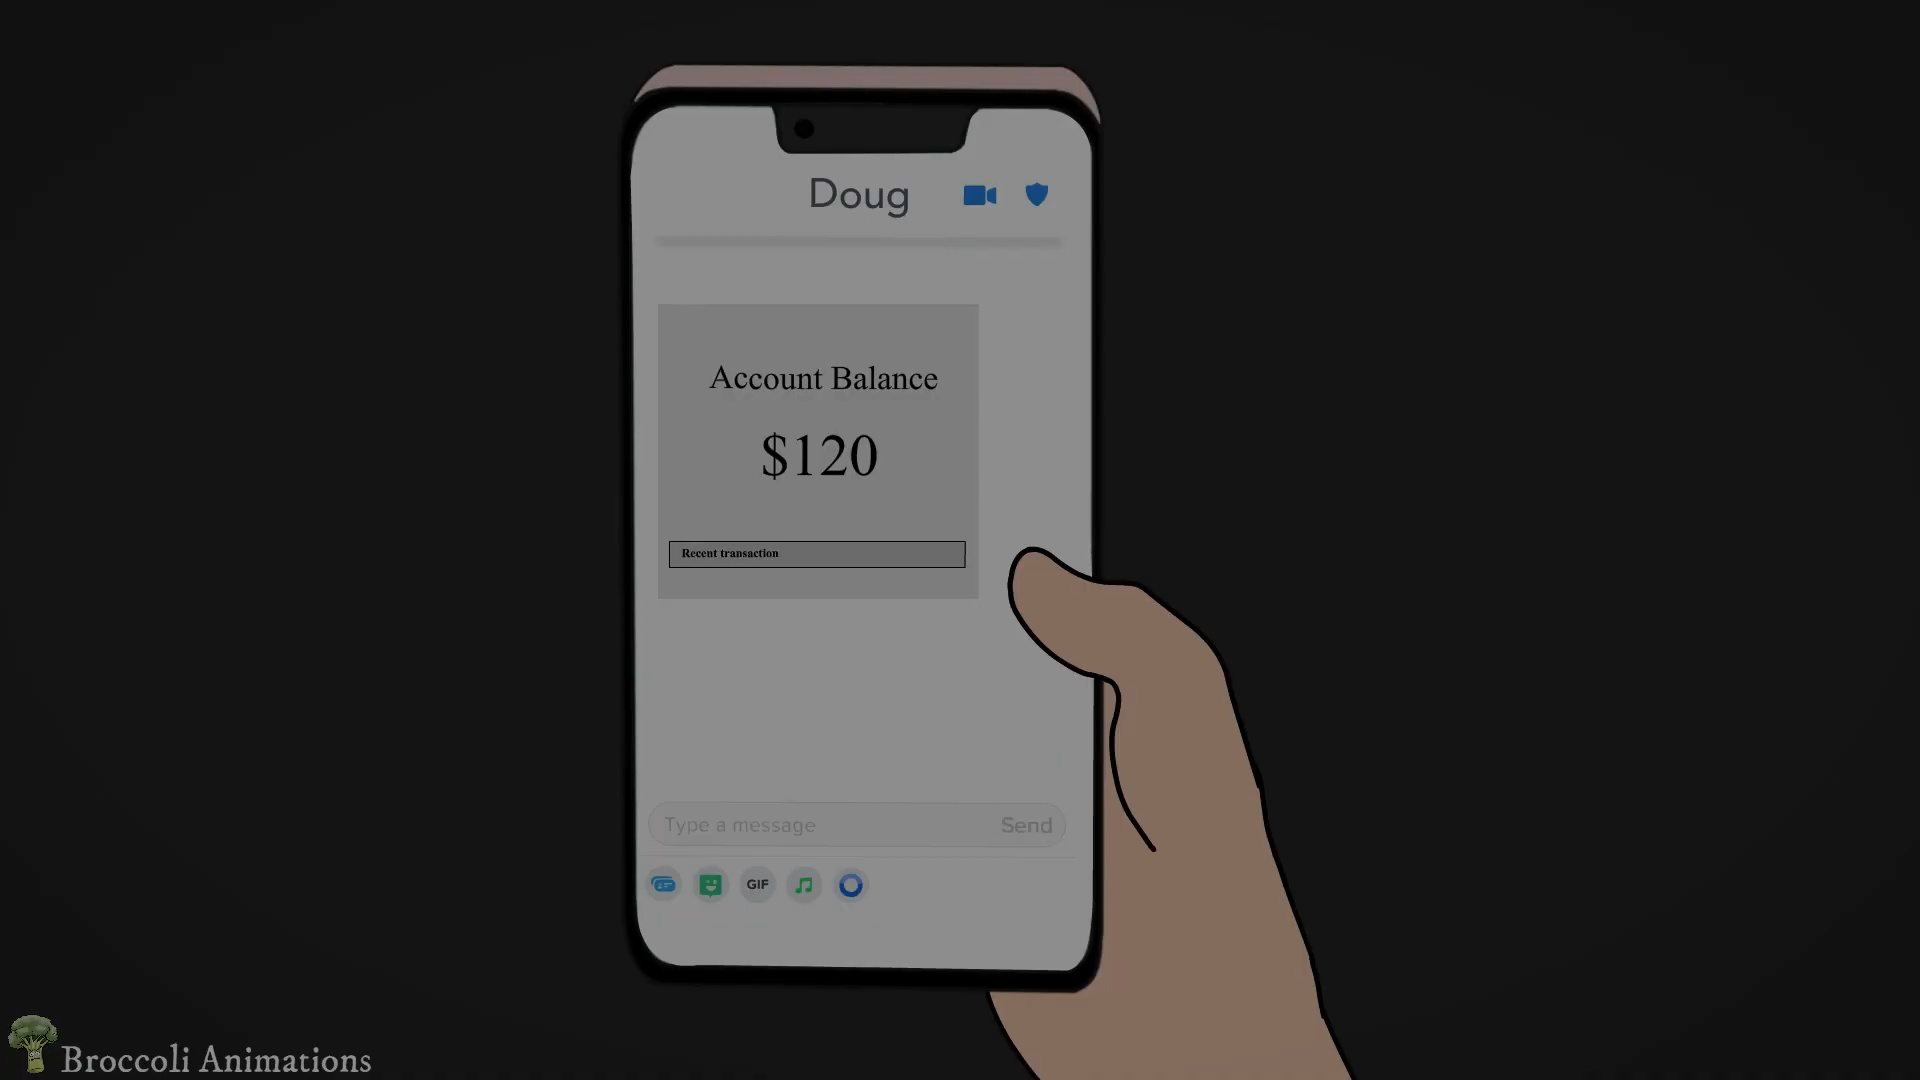 Doug
Account Balance
$120
Recent transaction
Type a message
Send
GIF
Broccoli Animations